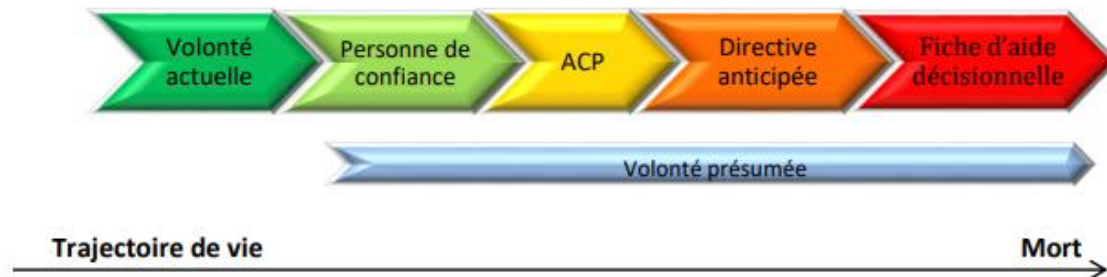 Volonté
actuelle
Personne de
confiance
ACP
Directive
anticipée
Fiche d'aide
décisionnelle
Volonté présumée
Trajectoire de vie
Mort